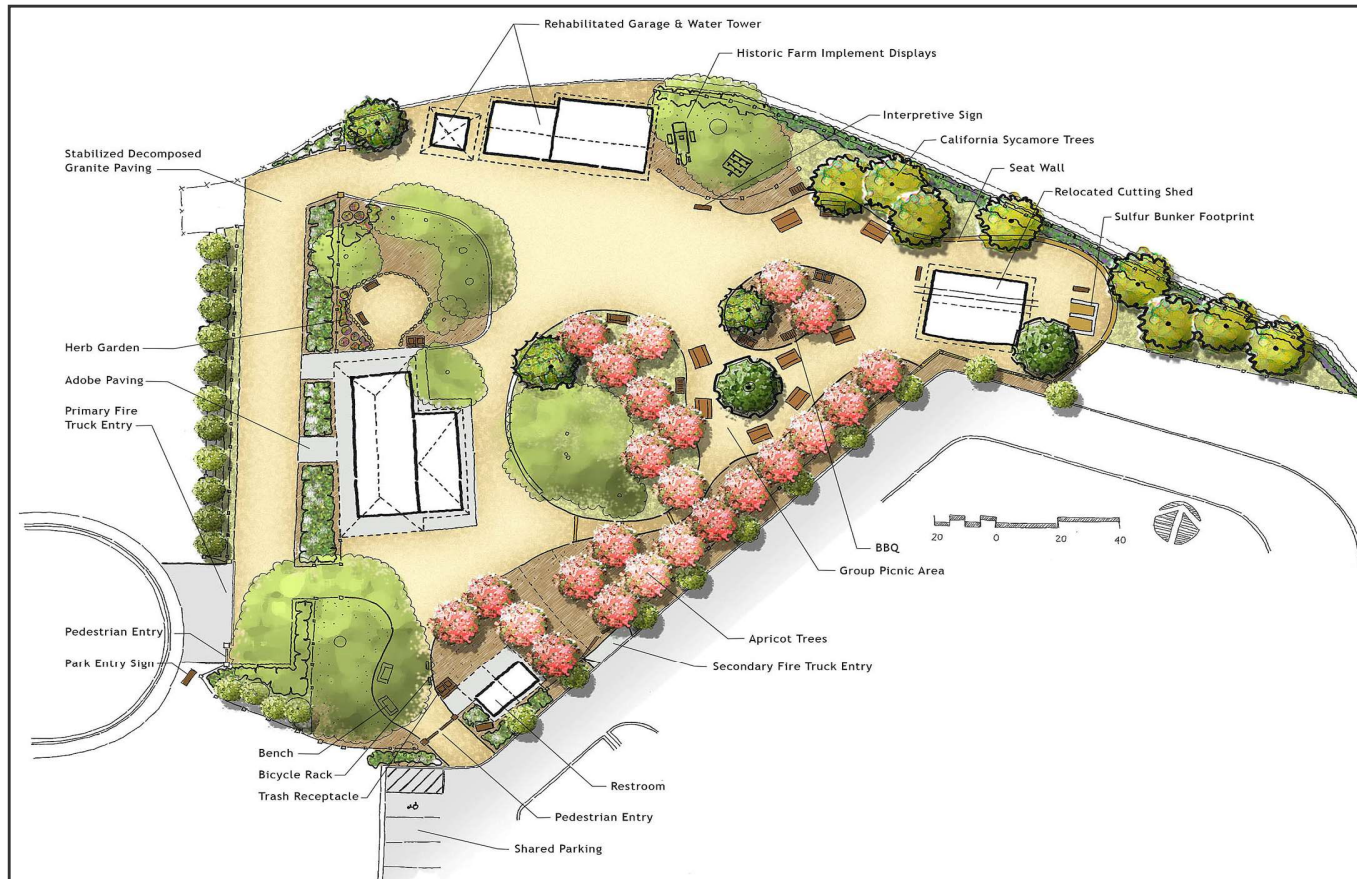 Rehabilitated Garage & Water Tower
Historic Farm Implement Displays
Interpretive Sign
California Sycamore Trees
Seat Wall
Relocated Cutting Shed
Sulfur Bunker Footprint
Stabilized Decomposed
Granite Paving
Herb Garden
Adobe Paving
Primary Fire
Truck Entry
Pedestrian Entry
Park Entry Sign
20
0
20
40
BBQ
Group Picnic Area
Apricot Trees
Secondary Fire Truck Entry
Bench
Bicycle Rack
Trash Receptacle
Restroom
Pedestrian Entry
Shared Parking